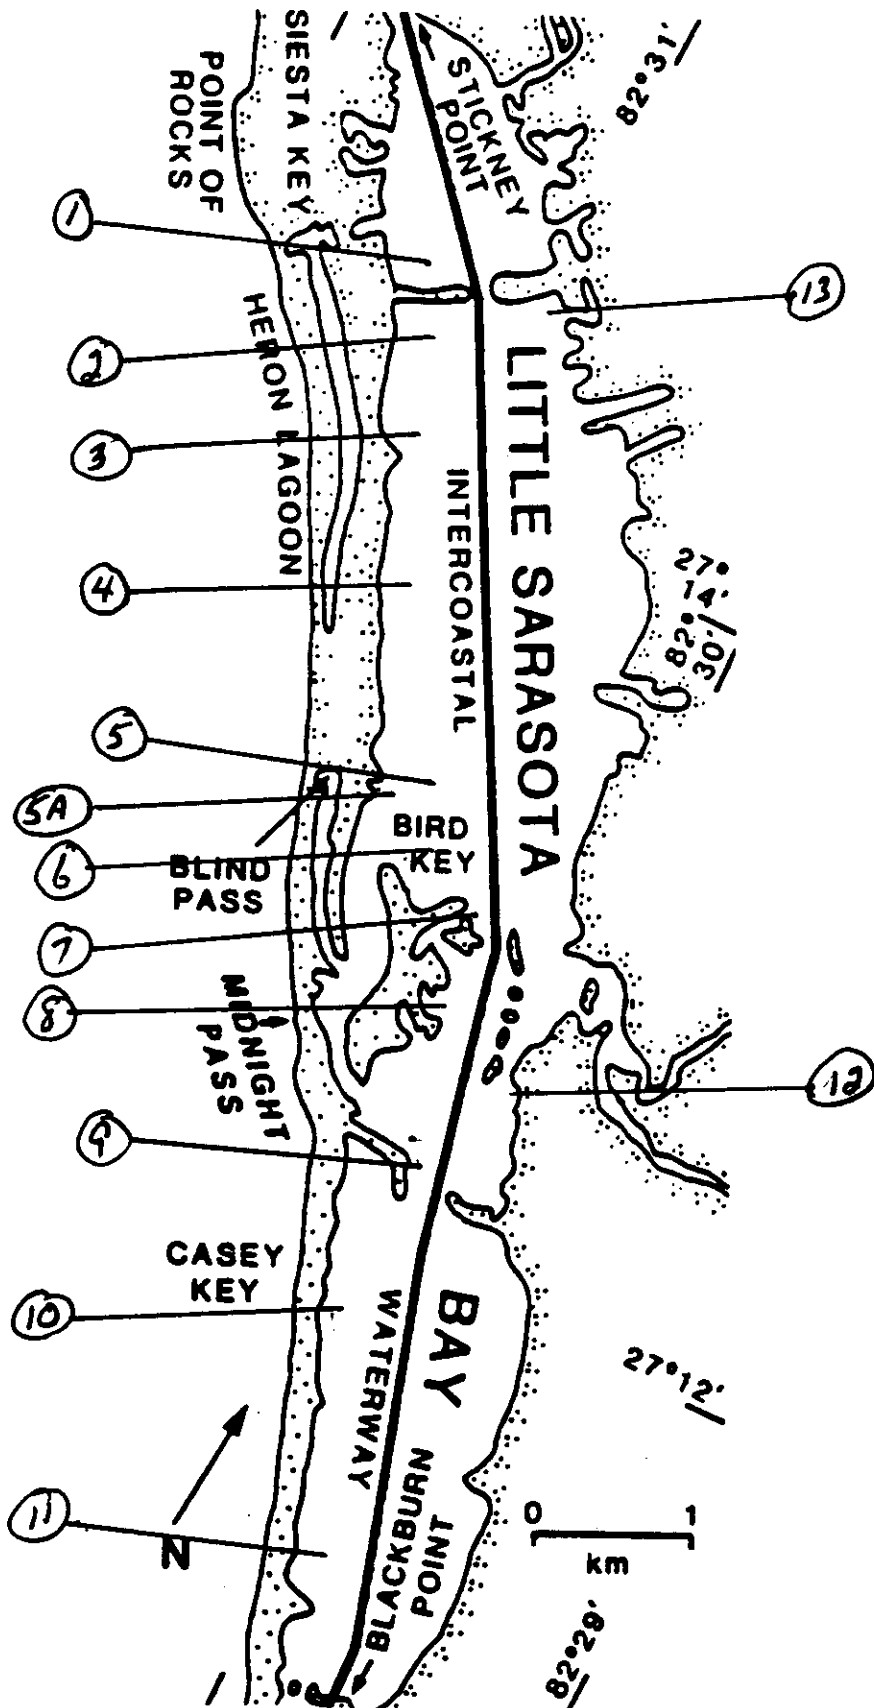 SIESTA KEY
POINT OF
ROCKS
STICKNEY
POINT
82°31'
1
13
HERON LAGOON
2
LITTLE SARASOTA
3
INTERCOASTAL
4
27°
14'
82°
30'
5
5A
BIRD
KEY
6
BLIND
PASS
7
MIDNIGHT
PASS
8
12
9
CASEY
KEY
10
WATERWAY
BAY
27°12'
N
11
BLACKBURN
POINT
0 1
km
82°29'